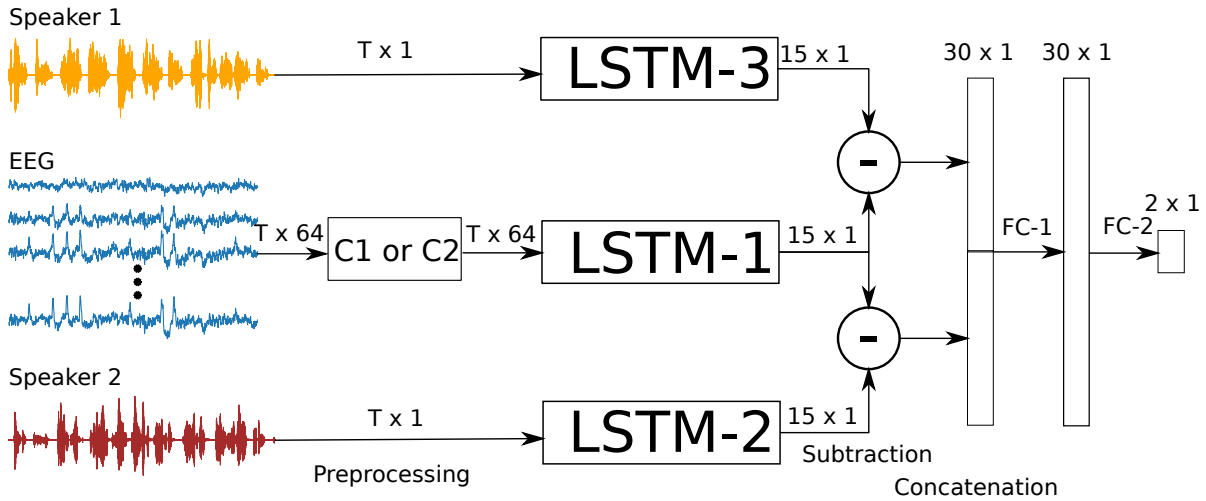 Speaker 1
T x 1
LSTM-3
15 x 1
30 x 1
30 x 1
-
EEG
T x 64
C1 or C2
T x 64
LSTM-1
15 x 1
FC-1
FC-2
2 x 1
-
Speaker 2
T x 1
LSTM-2
15 x 1
Preprocessing
Subtraction
Concatenation